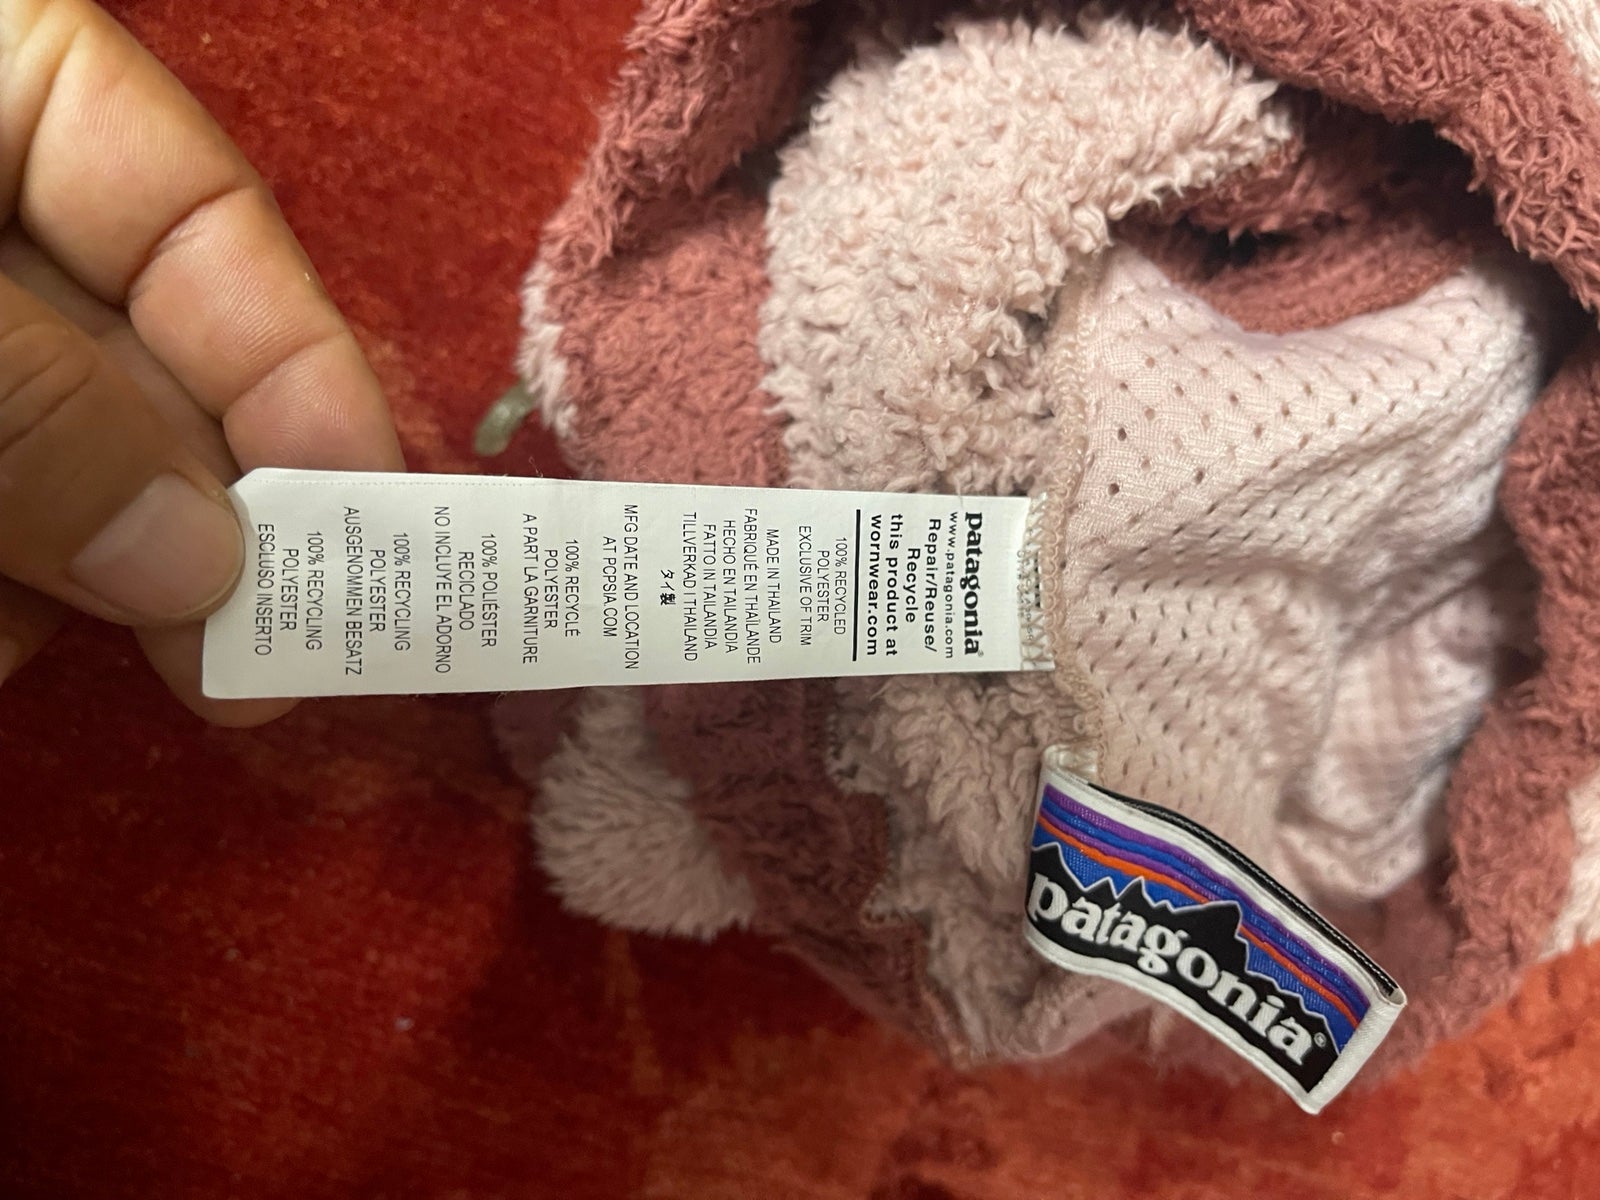 patagonia®
www.patagonia.com
Repair/Reuse/
Recycle
this product at
wornwear.com
100% RECYCLED
POLYESTER
EXCLUSIVE OF TRIM
MADE IN THAILAND
FABRIQUE EN THAÏLANDE
HECHO EN TAILANDIA
FATTO IN TAILANDIA
TILLVERKAD I THAILAND
タイ製
MFG DATE AND LOCATION
AT PCPSIA.COM
100% RECYCLÉ
POLYESTER
A PART LA GARNITURE
100% POLIÉSTER
RECICLADO
NO INCLUYE EL ADORNO
100% RECYCLING
POLYESTER
AUSGENOMMEN BESATZ
100% RECYCLING
POLYESTER
ESCLUSO INSERTO
patagonia®